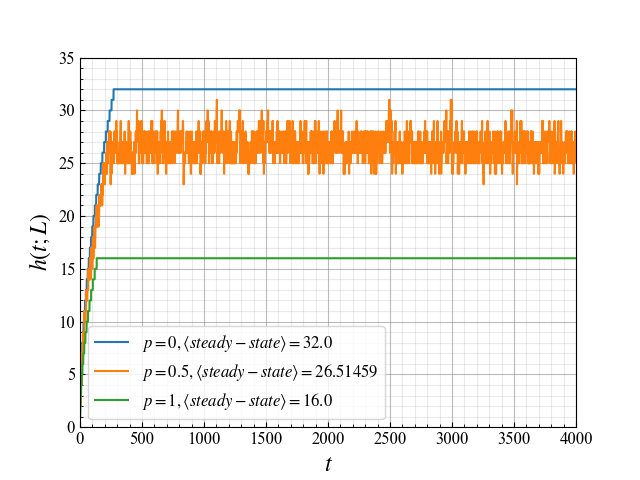 35
30
25
20
15
10
5
0
h(t; L)
p = 0, ⟨steady − state⟩ = 32.0
p = 0.5, ⟨steady − state⟩ = 26.51459
p = 1, ⟨steady − state⟩ = 16.0
0 500 1000 1500 2000 2500 3000 3500 4000
t